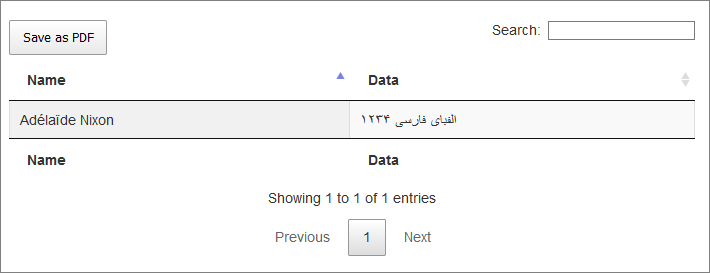 Save as PDF Search:
Name Data
Adélaïde Nixon الفبای فارسی ۱۲۳۴
Name Data
Showing 1 to 1 of 1 entries
Previous 1 Next